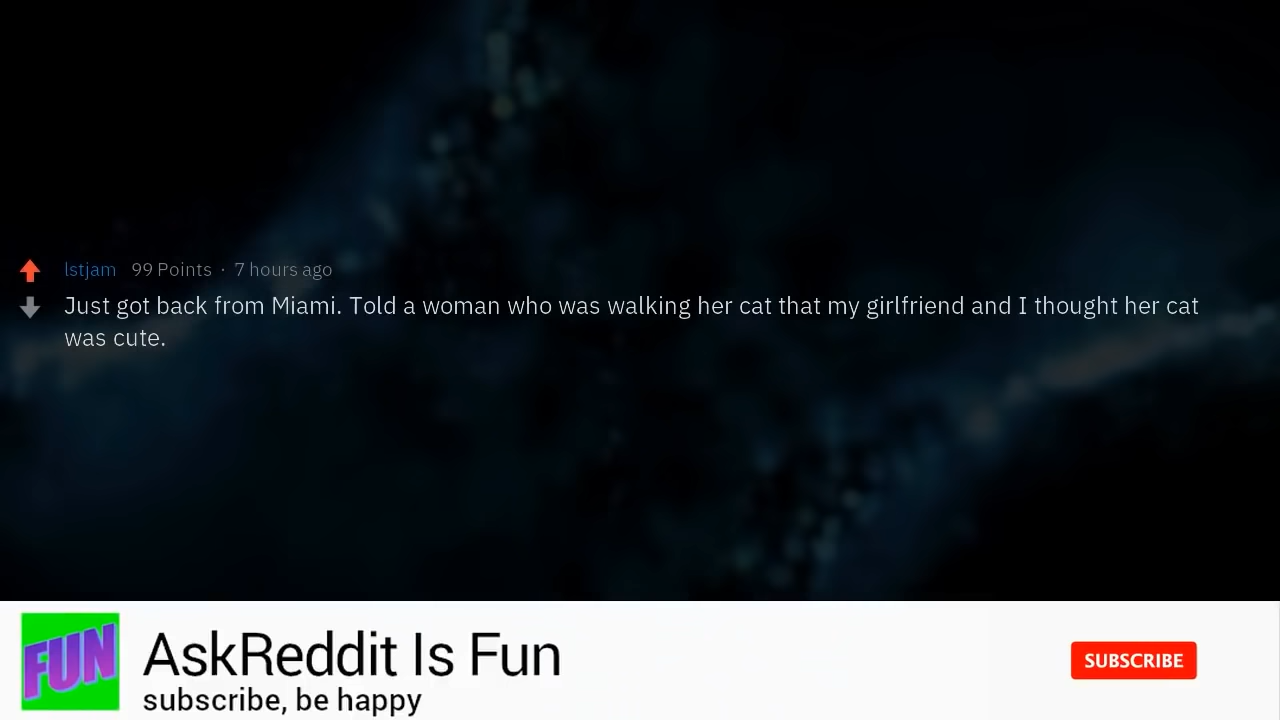 lstjam 99 Points · 7 hours ago
Just got back from Miami. Told a woman who was walking her cat that my girlfriend and I thought her cat
was cute.
FUN
AskReddit Is Fun
SUBSCRIBE
subscribe, be happy